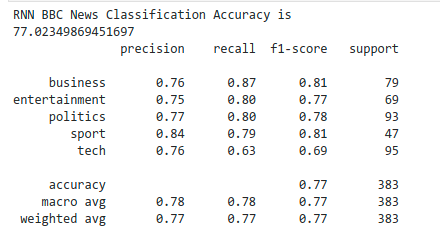 RNN BBC News Classification Accuracy is
77.02349869451697
precision recall f1-score support
business 0.76 0.87 0.81 79
entertainment 0.75 0.80 0.77 69
politics 0.77 0.80 0.78 93
sport 0.84 0.79 0.81 47
tech 0.76 0.63 0.69 95
accuracy 0.77 383
macro avg 0.78 0.78 0.77 383
weighted avg 0.77 0.77 0.77 383